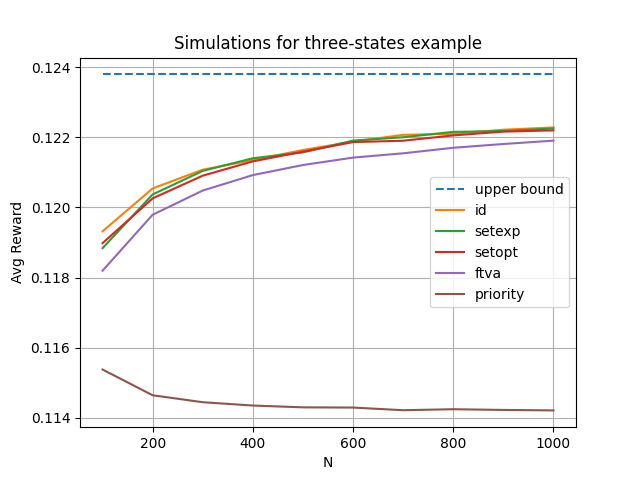 Simulations for three-states example
0.124
0.122
0.120
0.118
0.116
0.114
Avg Reward
upper bound
id
setexp
setopt
ftva
priority
200
400
600
800
1000
N